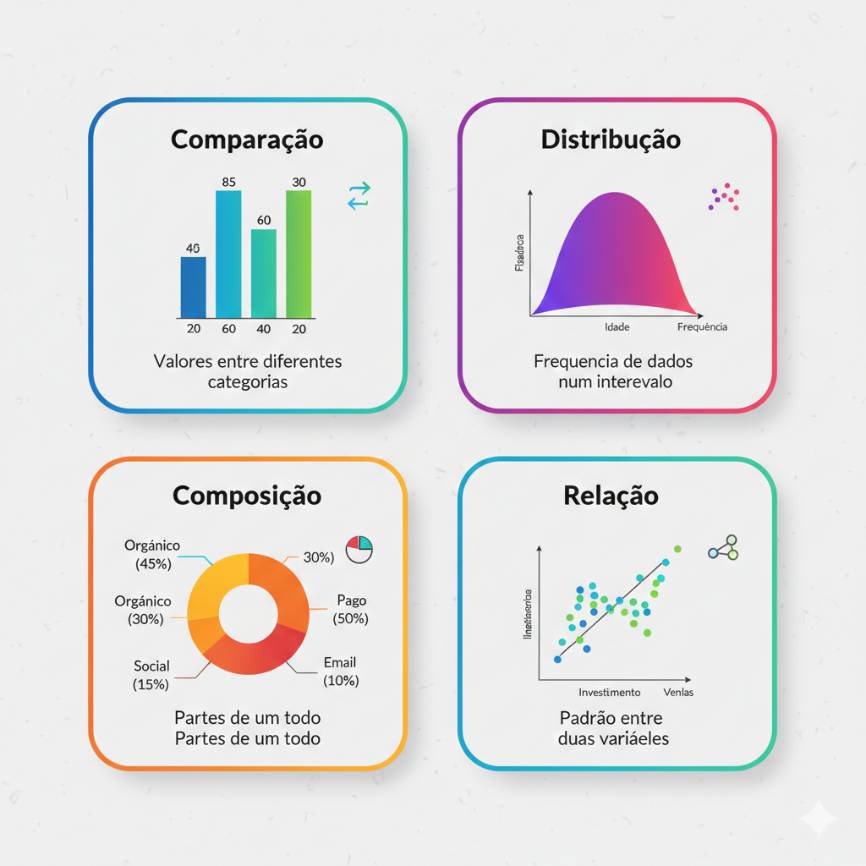 Comparação
85
30
60
46
20
60
40
20
Valores entre diferentes
categorias
Distribução
Idade
Frequência
Frequencia de dados
num interevalo
Composição
Orgánico
(45%)
30%)
Orgánico
(30%)
Pago
(50%)
Social
(15%)
Email
(10%)
Partes de um todo
Partes de um todo
Relação
Investimento
Venlas
Padrão entre
duas variáeles